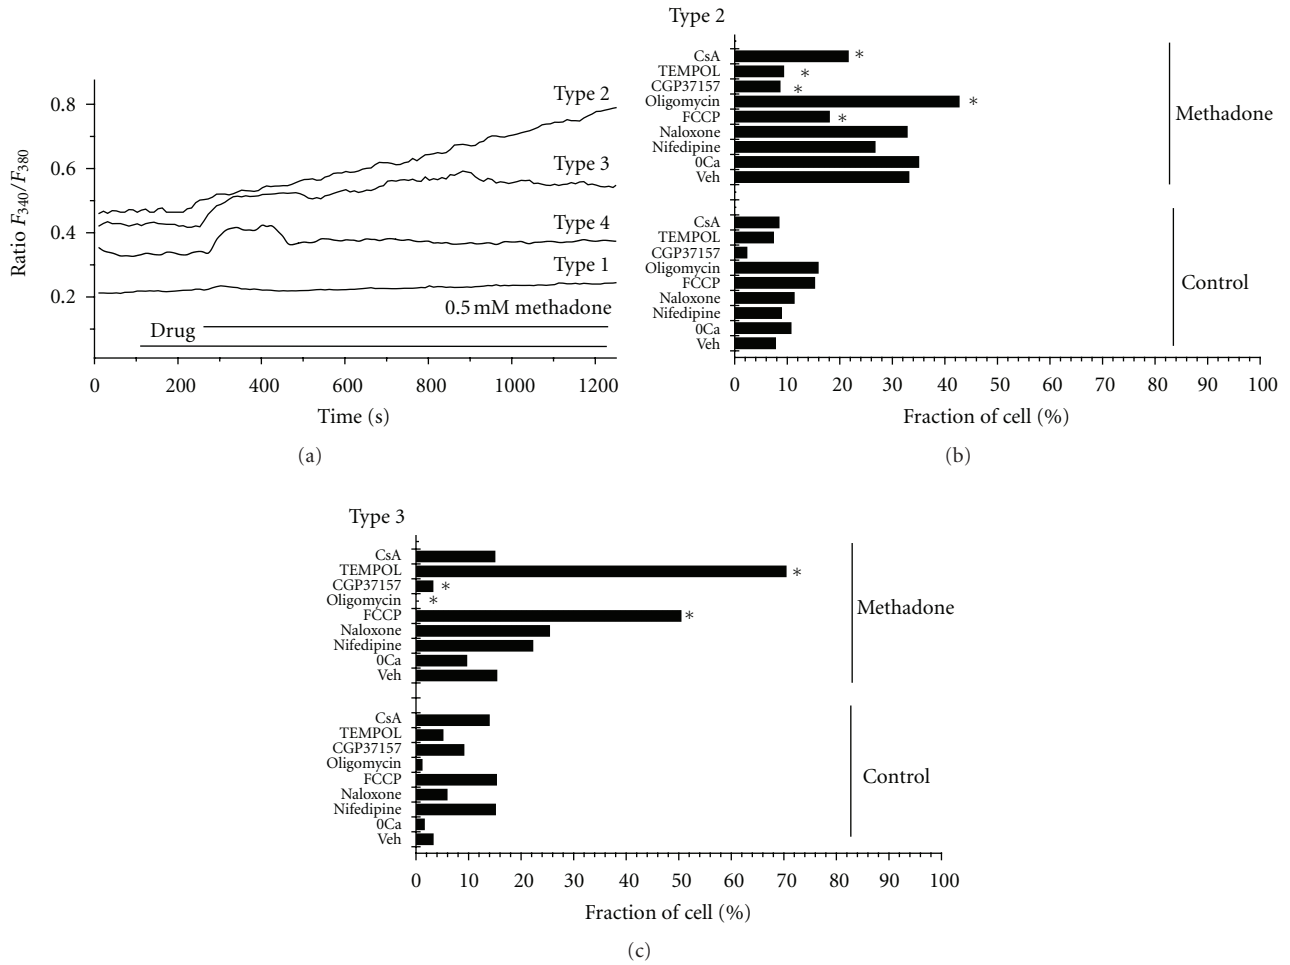 0.8
0.6
0.4
0.2
Ratio F340/F380
Type 2
Type 3
Type 4
Type 1
0.5 mM methadone
Drug
0 200 400 600 800 1000 1200
Time (s)
(a)
Type 2
CsA *
TEMPOL *
CGP37157 *
Oligomycin *
FCCP *
Naloxone
Nifedipine
0Ca
Veh
Methadone
CsA
TEMPOL
CGP37157
Oligomycin
FCCP
Naloxone
Nifedipine
0Ca
Veh
Control
0 10 20 30 40 50 60 70 80 90 100
Fraction of cell (%)
(b)
Type 3
CsA
TEMPOL *
CGP37157 *
Oligomycin *
FCCP *
Naloxone
Nifedipine
0Ca
Veh
Methadone
CsA
TEMPOL
CGP37157
Oligomycin
FCCP
Naloxone
Nifedipine
0Ca
Veh
Control
0 10 20 30 40 50 60 70 80 90 100
Fraction of cell (%)
(c)